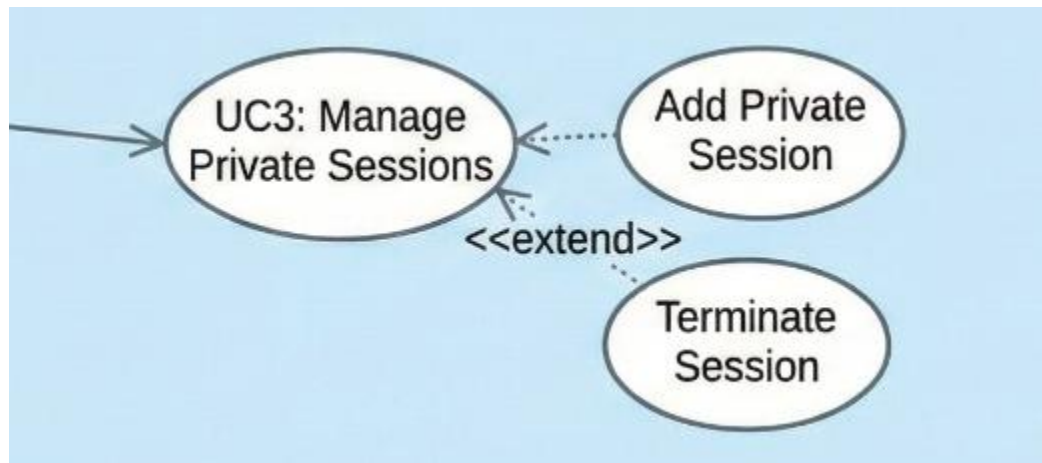 UC3: Manage
Private Sessions
Add Private
Session
<<extend>>
Terminate
Session